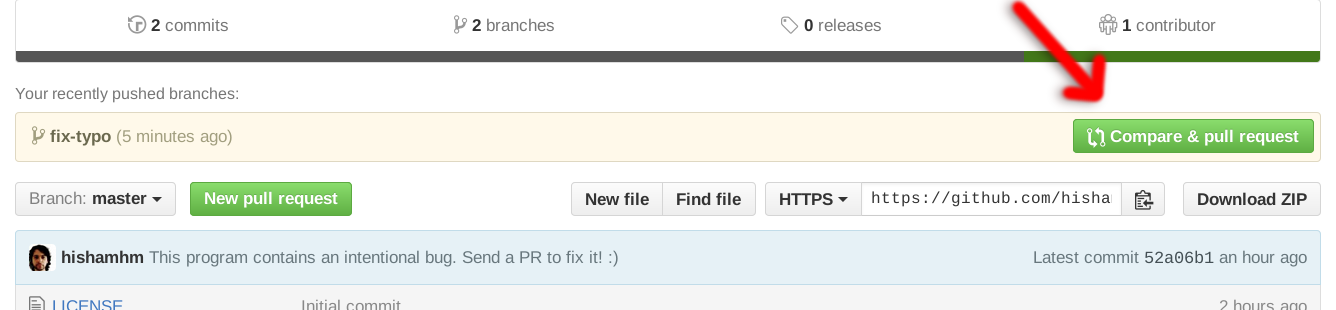 2 commits 2 branches 0 releases 1 contributor
Your recently pushed branches:
fix-typo (5 minutes ago) Compare & pull request
Branch: master New pull request New file Find file HTTPS https://github.com/hisha Download ZIP
hishamhm This program contains an intentional bug. Send a PR to fix it! :) Latest commit 52a06b1 an hour ago
LICENSE Initial commit 2 hours ago